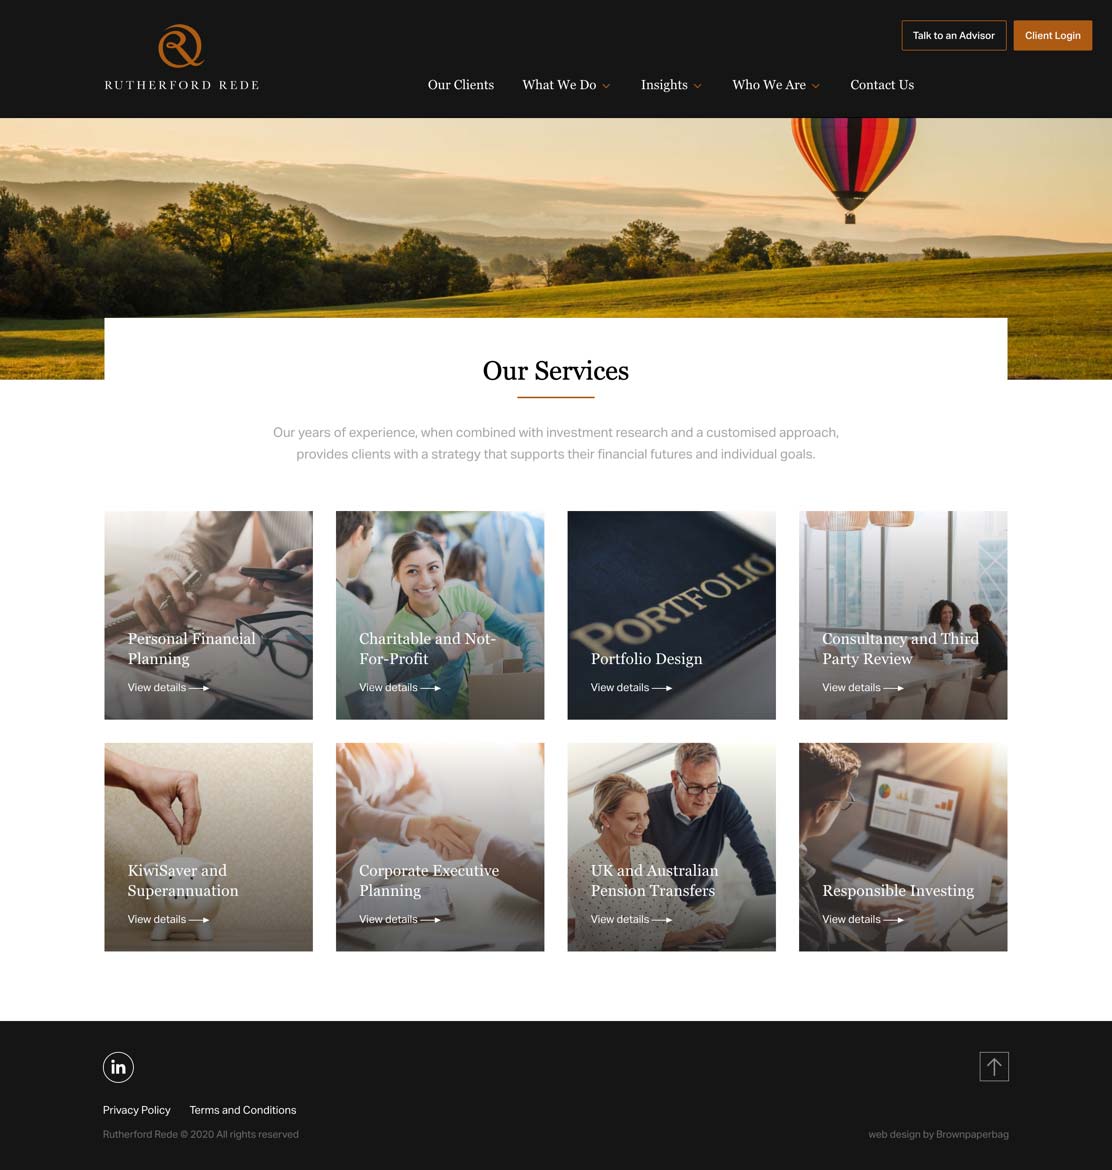 Talk to an Advisor
Client Login
RUTHERFORD REDE
Our Clients
What We Do
Insights
Who We Are
Contact Us
Our Services
Our years of experience, when combined with investment research and a customised approach,
provides clients with a strategy that supports their financial futures and individual goals.
Personal Financial
Planning
View details
Charitable and Not-
For-Profit
View details
PORTFOLIO
Portfolio Design
View details
Consultancy and Third
Party Review
View details
KiwiSaver and
Superannuation
View details
Corporate Executive
Planning
View details
UK and Australian
Pension Transfers
View details
Responsible Investing
View details
in
Privacy Policy
Terms and Conditions
Rutherford Rede © 2020 All rights reserved
web design by Brownpaperbag